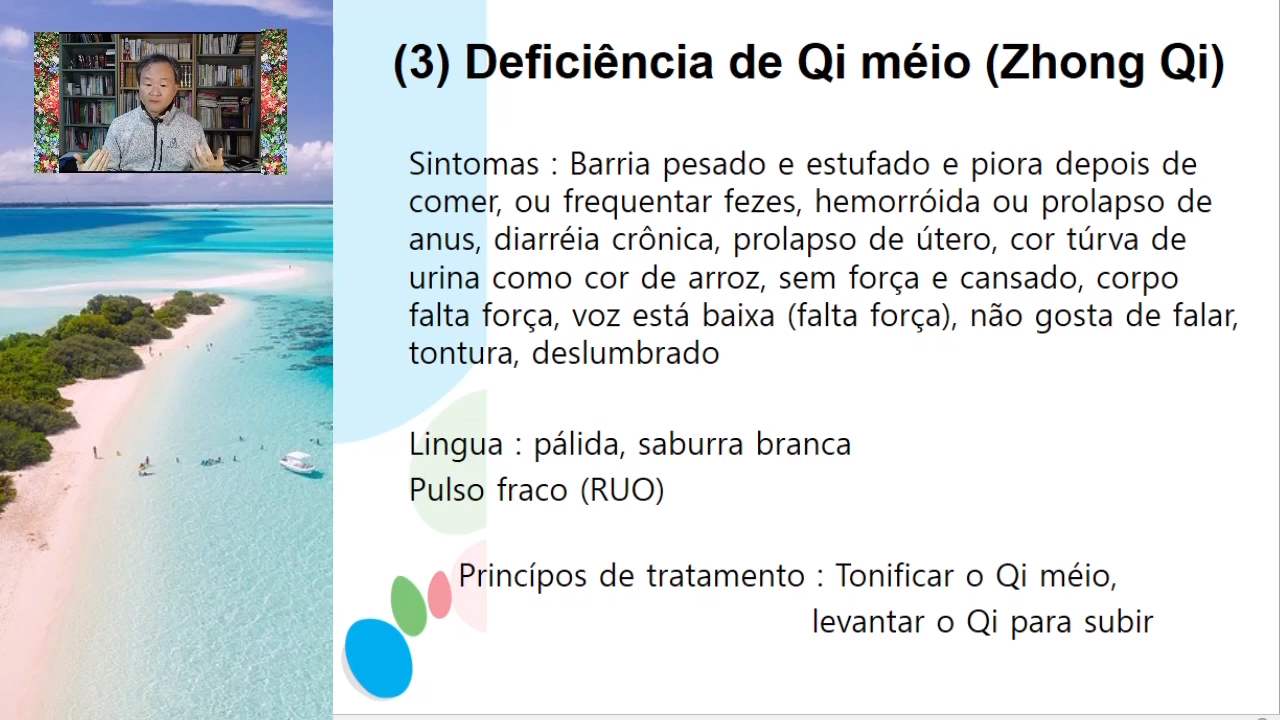 (3) Deficiência de Qi méio (Zhong Qi)
Sintomas : Barria pesado e estufado e piora depois de
comer, ou frequentar fezes, hemorróida ou prolapso de
anus, diarréia crônica, prolapso de útero, cor túrva de
urina como cor de arroz, sem força e cansado, corpo
falta força, voz está baixa (falta força), não gosta de falar,
tontura, deslumbrado
Lingua : pálida, saburra branca
Pulso fraco (RUO)
Princípos de tratamento : Tonificar o Qi méio,
levantar o Qi para subir